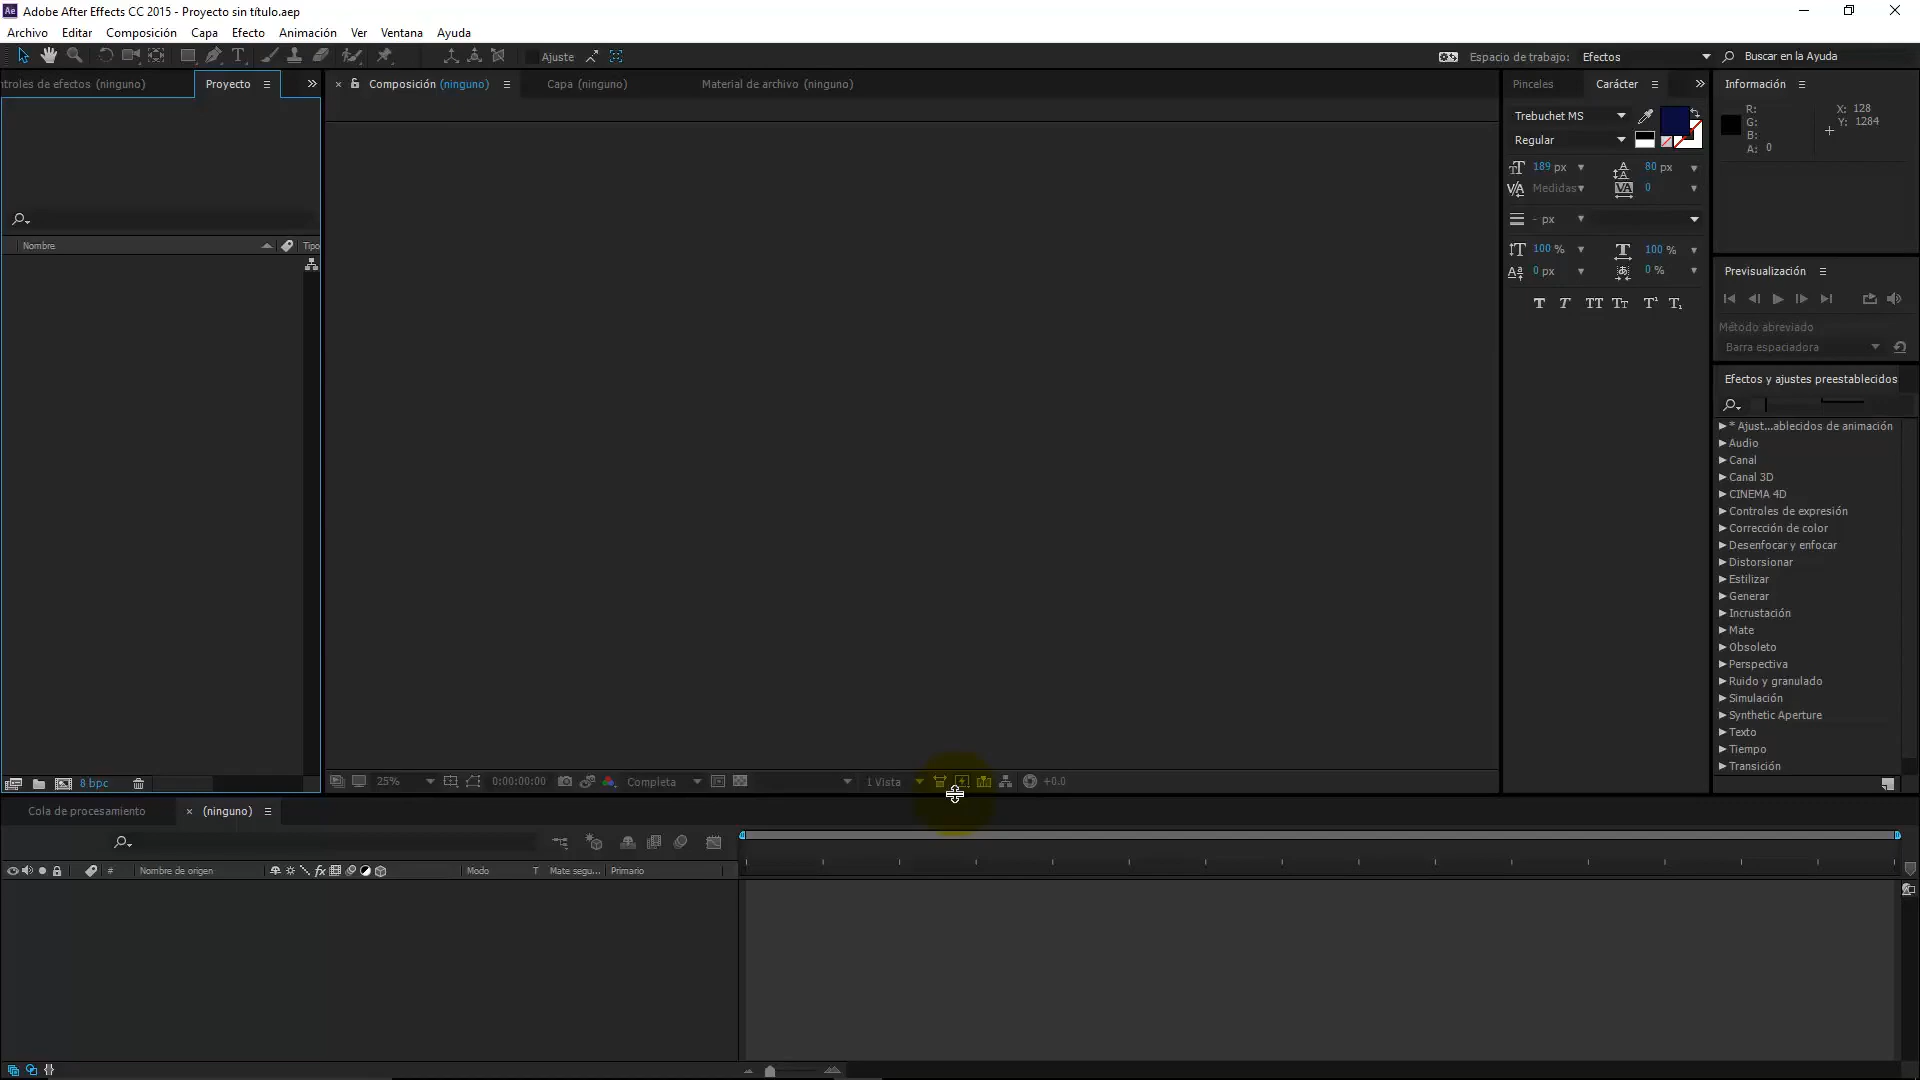 Adobe After Effects CC 2015 - Proyecto sin título.aep
Archivo Editar Composición Capa Efecto Animación Ver Ventana Ayuda
Ajuste
Espacio de trabajo: Efectos
Buscar en la Ayuda
ntroles de efectos (ninguno)
Proyecto
Composición (ninguno)
Capa (ninguno)
Material de archivo (ninguno)
Pinceles
Carácter
Información
Trebuchet MS
Regular
R:
G:
B:
A: 0
X: 128
Y: 1284
189 px
80 px
Medidas
0
- px
100 %
100 %
0 px
0 %
Previsualización
Método abreviado
Barra espaciadora
Efectos y ajustes preestablecidos
* Ajust...ablecidos de animación
Audio
Canal
Canal 3D
CINEMA 4D
Controles de expresión
Corrección de color
Desenfocar y enfocar
Distorsionar
Estilizar
Generar
Incrustación
Mate
Obsoleto
Perspectiva
Ruido y granulado
Simulación
Synthetic Aperture
Texto
Tiempo
Transición
Nombre
Tipo
8 bpc
25%
0:00:00:00
Completa
1 Vista
+0.0
Cola de procesamiento
(ninguno)
#
Nombre de origen
fx
Modo
T
Mate segu...
Primario